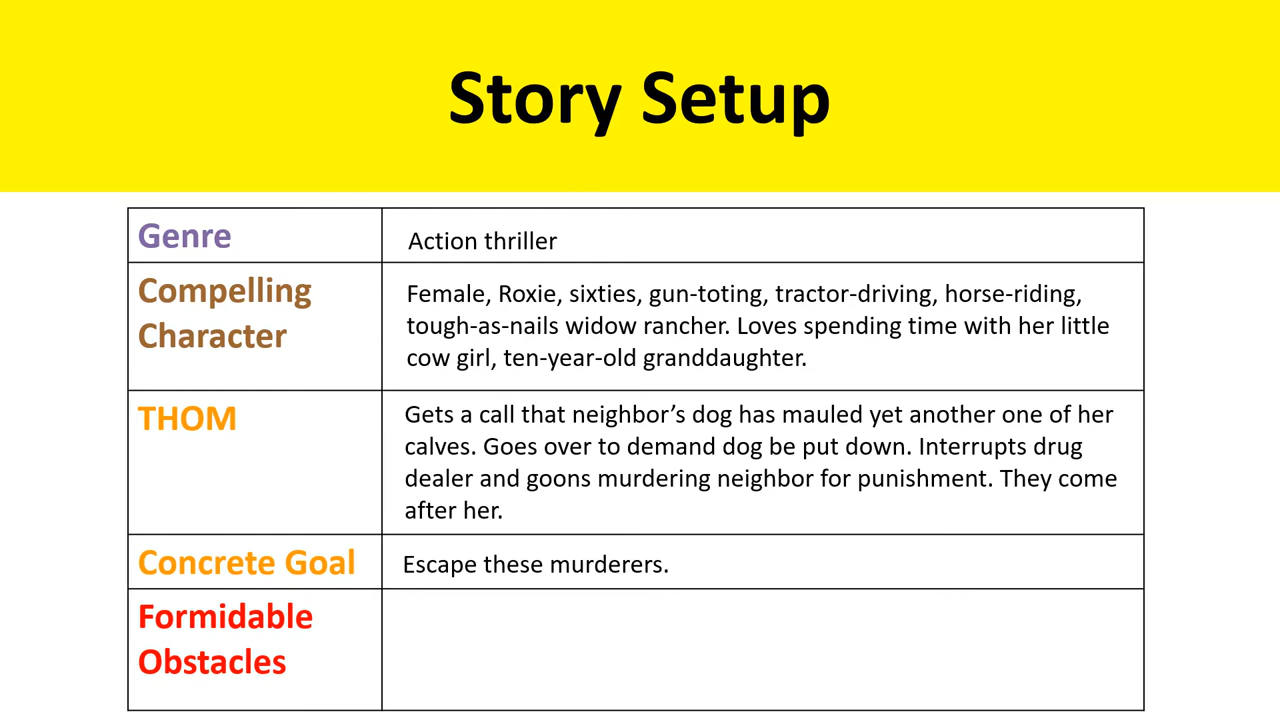 Story Setup
Genre
Action thriller
Compelling
Character
Female, Roxie, sixties, gun-toting, tractor-driving, horse-riding,
tough-as-nails widow rancher. Loves spending time with her little
cow girl, ten-year-old granddaughter.
THOM
Gets a call that neighbor’s dog has mauled yet another one of her
calves. Goes over to demand dog be put down. Interrupts drug
dealer and goons murdering neighbor for punishment. They come
after her.
Concrete Goal
Escape these murderers.
Formidable
Obstacles